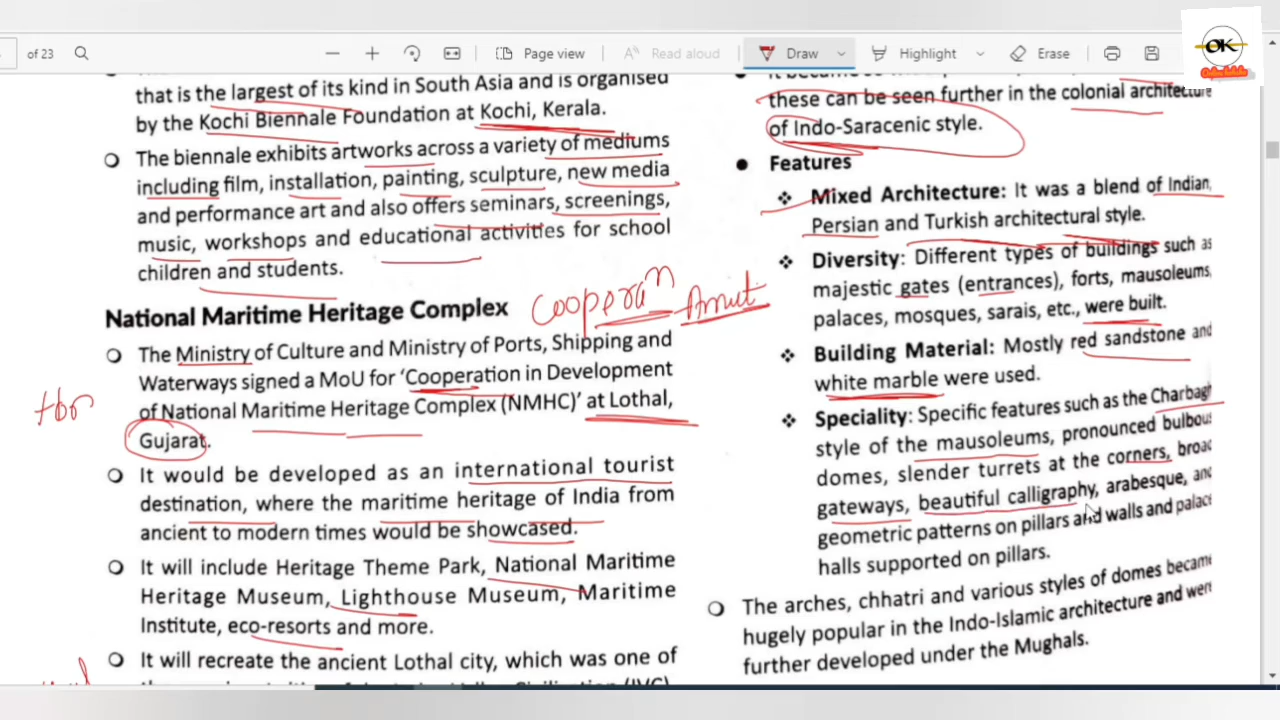 of 23
Page view
Read aloud
Draw
Highlight
Erase
OK
that is the largest of its kind in South Asia and is organised
by the Kochi Biennale Foundation at Kochi, Kerala.
The biennale exhibits artworks across a variety of mediums
including film, installation, painting, sculpture, new media
and performance art and also offers seminars, screenings,
music, workshops and educational activities for school
children and students.
National Maritime Heritage Complex
The Ministry of Culture and Ministry of Ports, Shipping and
Waterways signed a MoU for 'Cooperation in Development
of National Maritime Heritage Complex (NMHC)' at Lothal,
Gujarat.
It would be developed as an international tourist
destination, where the maritime heritage of India from
ancient to modern times would be showcased.
It will include Heritage Theme Park, National Maritime
Heritage Museum, Lighthouse Museum, Maritime
Institute, eco-resorts and more.
It will recreate the ancient Lothal city, which was one of
these can be seen further in the colonial architecture
of Indo-Saracenic style.
Features
Mixed Architecture: It was a blend of Indian,
Persian and Turkish architectural style.
Diversity: Different types of buildings such as
majestic gates (entrances), forts, mausoleums,
palaces, mosques, sarais, etc., were built.
Building Material: Mostly red sandstone and
white marble were used.
Speciality: Specific features such as the Charbagh
style of the mausoleums, pronounced bulbous
domes, slender turrets at the corners, broad
gateways, beautiful calligraphy, arabesque, and
geometric patterns on pillars and walls and palace
halls supported on pillars.
The arches, chhatri and various styles of domes became
hugely popular in the Indo-Islamic architecture and were
further developed under the Mughals.